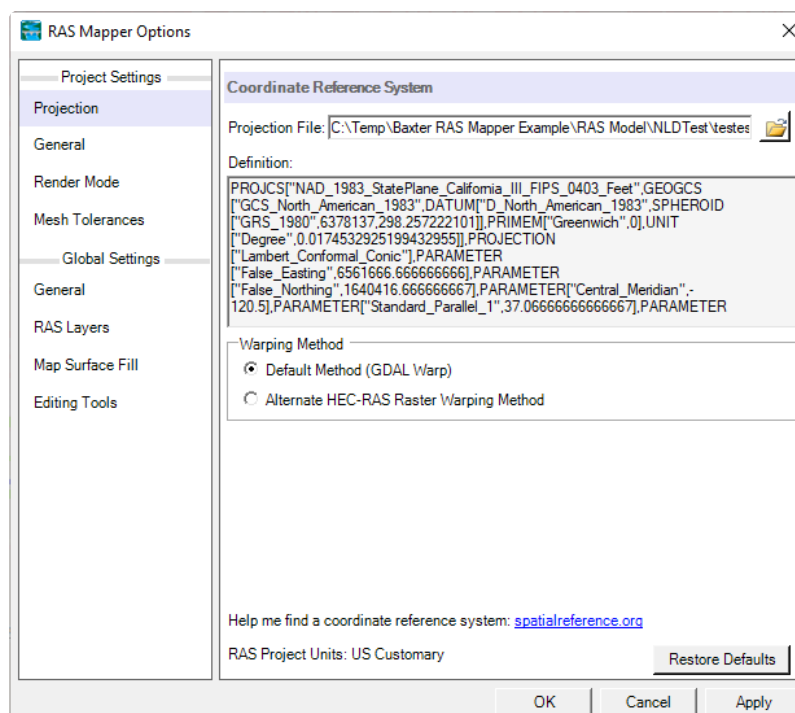 RAS Mapper Options
Project Settings
Projection
General
Render Mode
Mesh Tolerances
Global Settings
General
RAS Layers
Map Surface Fill
Editing Tools
Coordinate Reference System
Projection File: C:\Temp\Baxter RAS Mapper Example\RAS Model\NLDTest\testes
Definition:
PROJCS["NAD_1983_StatePlane_California_III_FIPS_0403_Feet",GEOGCS
["GCS_North_American_1983",DATUM["D_North_American_1983",SPHEROID
["GRS_1980",6378137,298.257222101]],PRIMEM["Greenwich",0],UNIT
["Degree",0.0174532925199432955]],PROJECTION
["Lambert_Conformal_Conic"],PARAMETER
["False_Easting",6561666.666666666],PARAMETER
["False_Northing",1640416.666666667],PARAMETER["Central_Meridian",-
120.5],PARAMETER["Standard_Parallel_1",37.06666666666667],PARAMETER
Warping Method
Default Method (GDAL Warp)
Alternate HEC-RAS Raster Warping Method
Help me find a coordinate reference system: spatialreference.org
RAS Project Units: US Customary
Restore Defaults
OK
Cancel
Apply